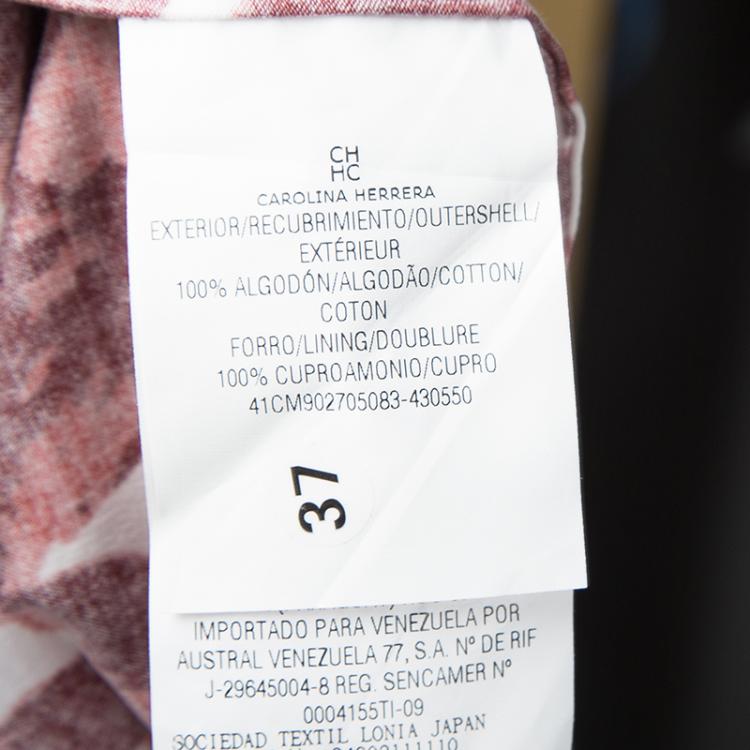 CH
HC
CAROLINA HERRERA
EXTERIOR/RECUBRIMIENTO/OUTERSHELL/
EXTÉRIEUR
100% ALGODÓN/ALGODÃO/COTTON/
COTON
FORRO/LINING/DOUBLURE
100% CUPROAMONIO/CUPRO
41CM902705083-430550
37
IMPORTADO PARA VENEZUELA POR
AUSTRAL VENEZUELA 77, S.A. Nº DE RIF
J-29645004-8 REG. SENCAMER Nº
0004155TI-09
SOCIEDAD TEXTIL LONIA JAPAN